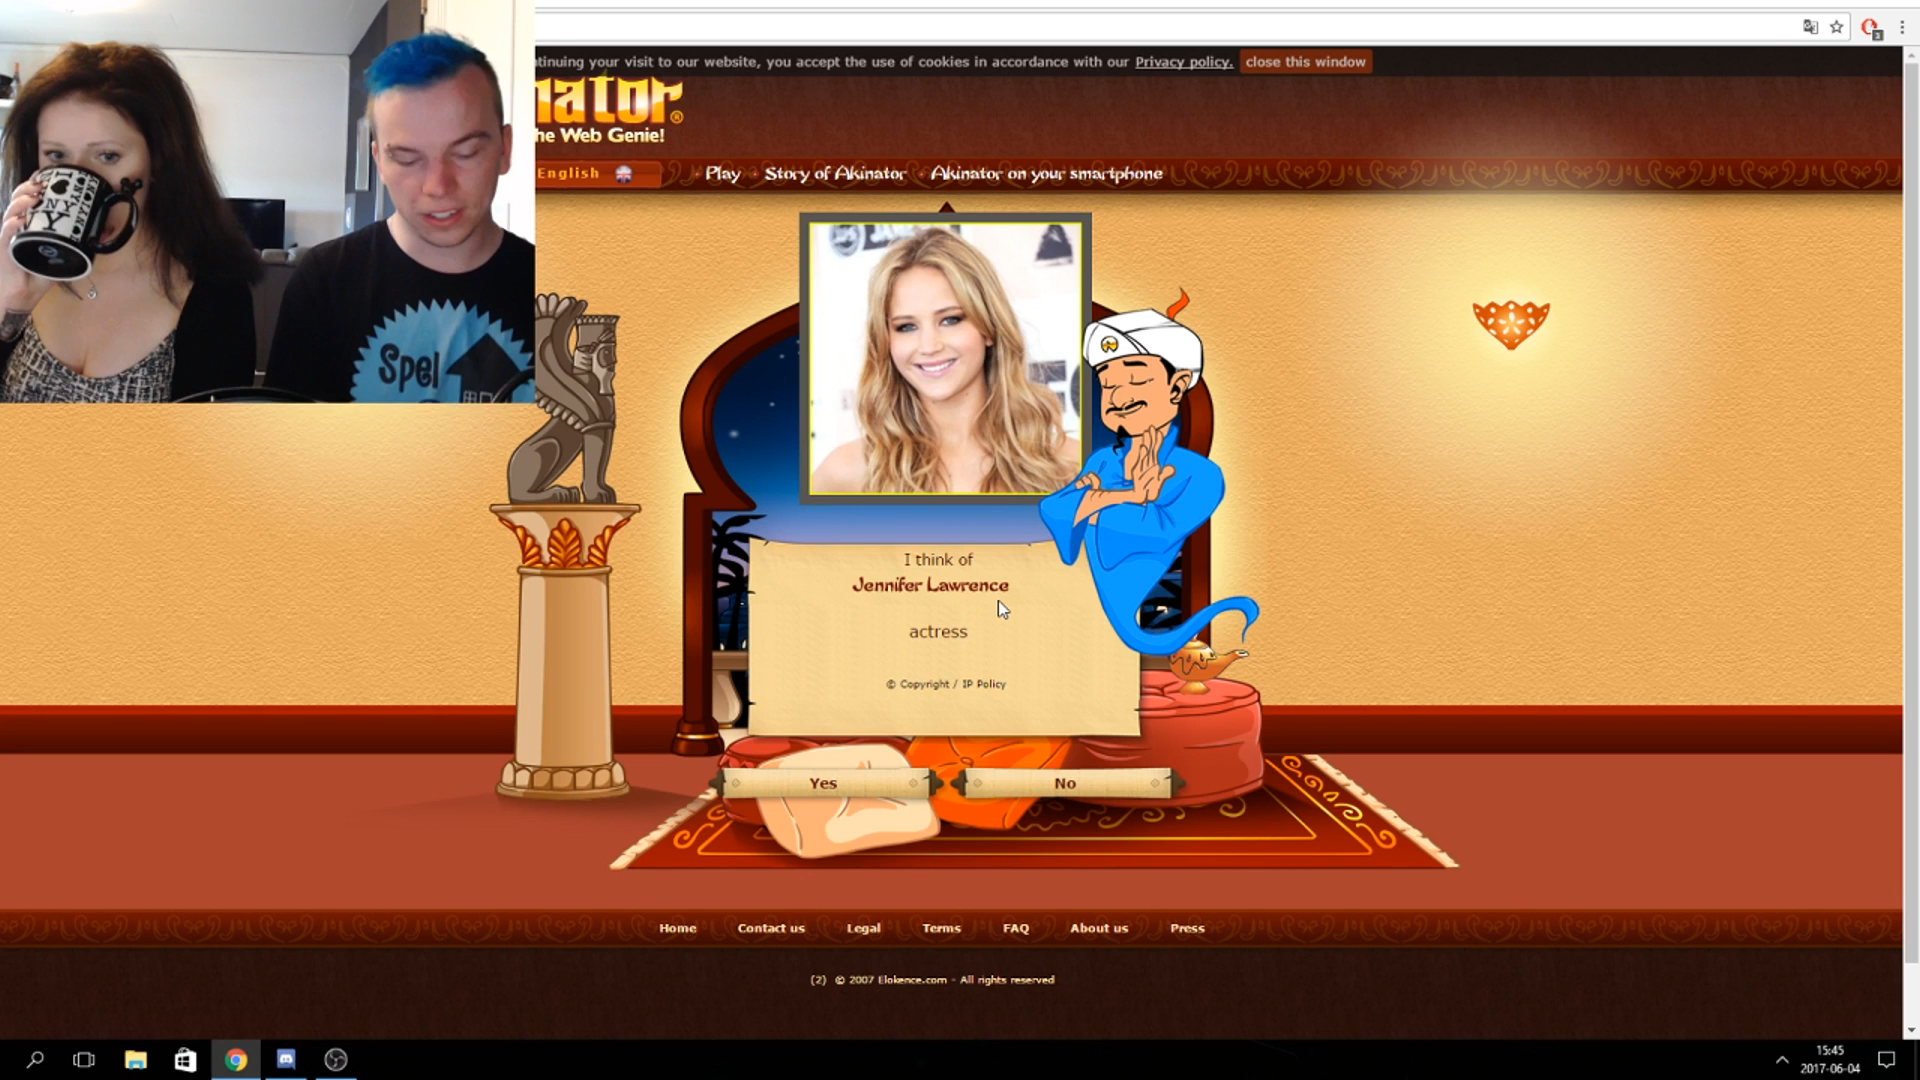 ntinuing your visit to our website, you accept the use of cookies in accordance with our Privacy policy. close this window
nator®
he Web Genie!
English
Play Story of Akinator Akinator on your smartphone
I ♥
NY
Spel
I think of
Jennifer Lawrence
actress
© Copyright / IP Policy
Yes No
Home Contact us Legal Terms FAQ About us Press
(2) © 2007 Elokence.com - All rights reserved
15:45
2017-06-04